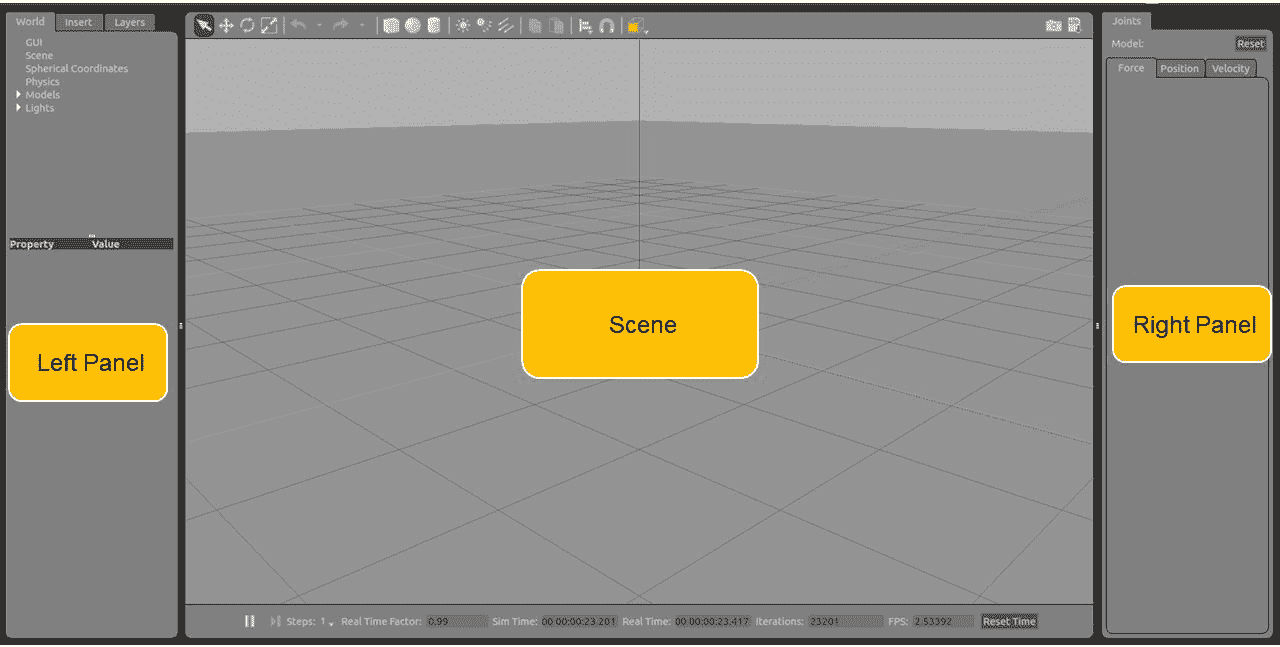 World Insert Layers
GUI
Scene
Spherical Coordinates
Physics
Models
Lights
Property Value
Left Panel
Scene
Steps: 1 Real Time Factor: 0.99 Sim Time: 00 00:00:23.201 Real Time: 00 00:00:23.417 Iterations: 23201 FPS: 2.53392 Reset Time
Joints
Model: Reset
Force Position Velocity
Right Panel